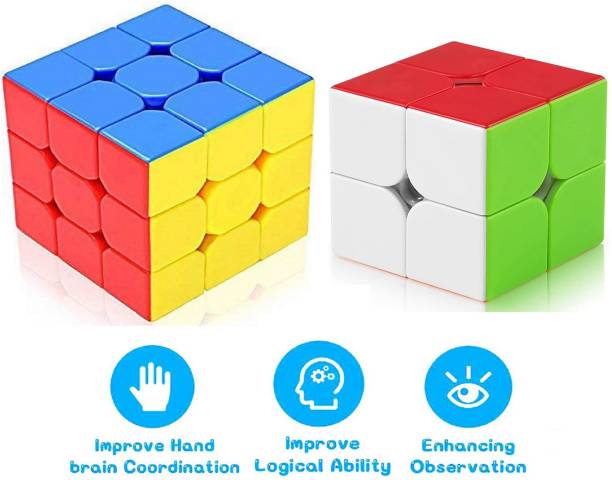 Improve Hand
brain Coordination
Improve
Logical Ability
Enhancing
Observation